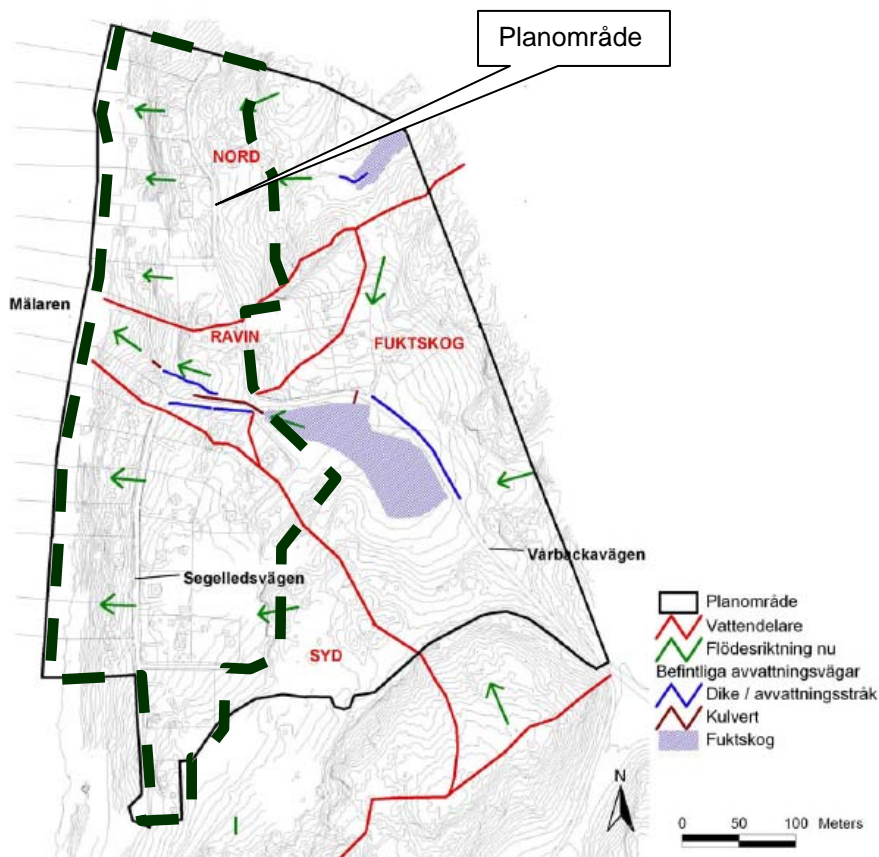 Planområde
NORD
Mälaren
RAVIN
FUKTSKOG
Vårbackavägen
Segelledsvägen
SYD
Planområde
Vattendelare
Flödesriktning nu
Befintliga avvattningsvägar
Dike / avvattningsstråk
Kulvert
Fuktskog
N
0 50 100 Meters